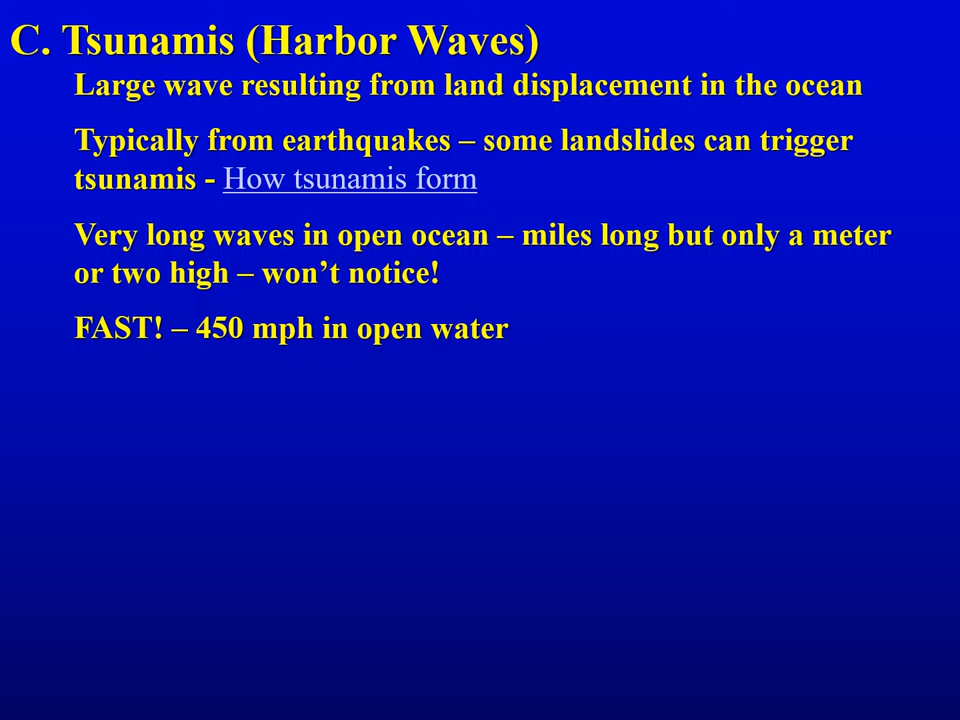 C. Tsunamis (Harbor Waves)
Large wave resulting from land displacement in the ocean
Typically from earthquakes – some landslides can trigger
tsunamis - How tsunamis form
Very long waves in open ocean – miles long but only a meter
or two high – won’t notice!
FAST! – 450 mph in open water